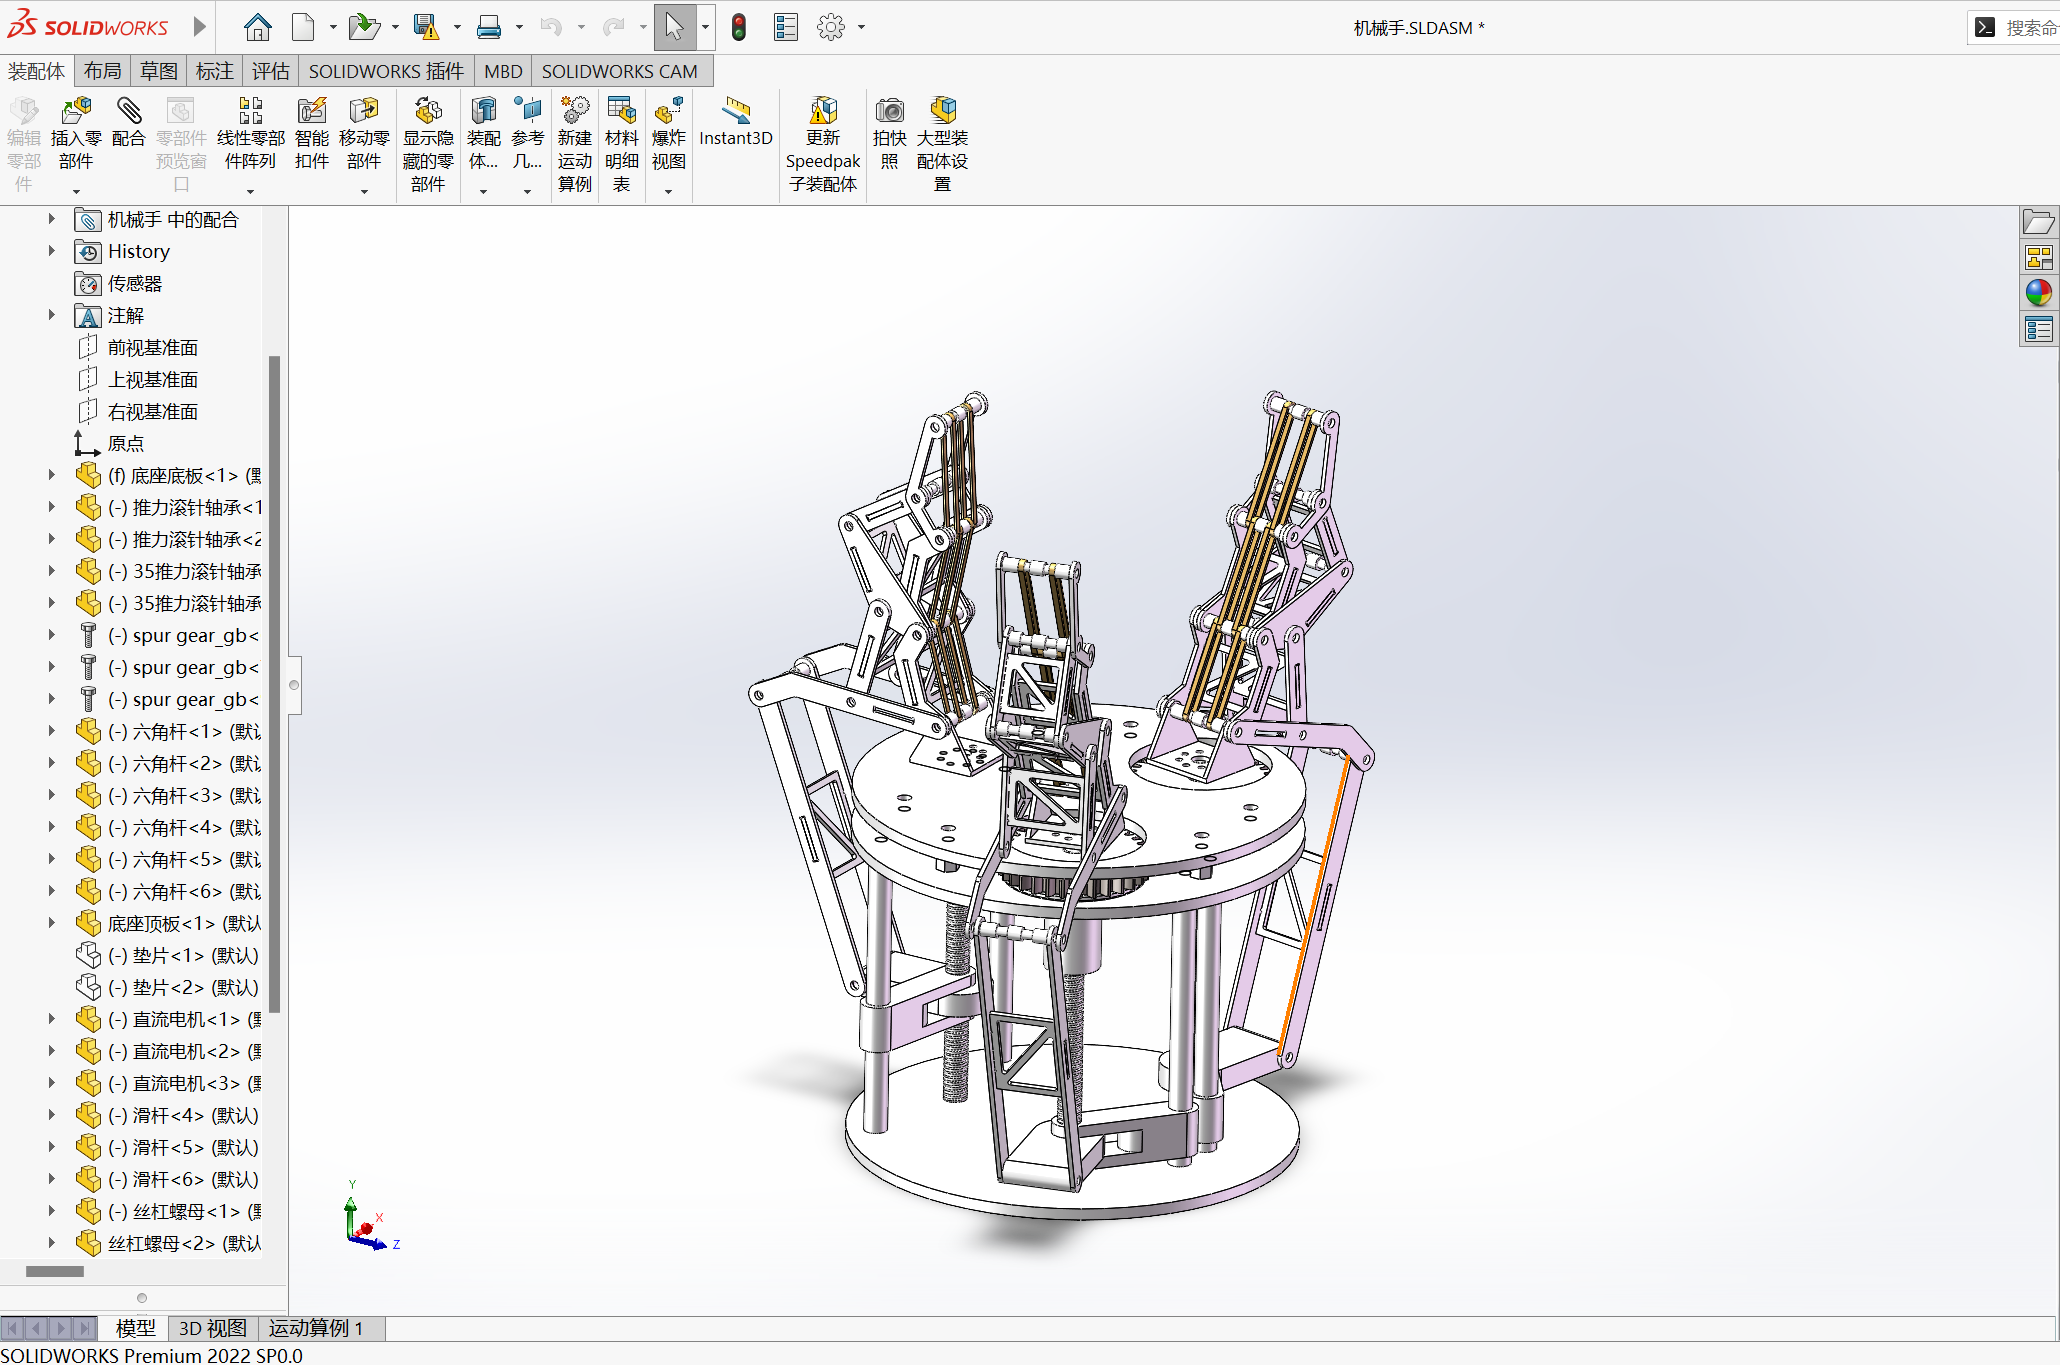 SOLIDWORKS
机械手.SLDASM *
搜索命
装配体
布局
草图
标注
评估
SOLIDWORKS 插件
MBD
SOLIDWORKS CAM
编辑
零部
件
插入零
部件
配合
零部件
预览窗
口
线性零部
件阵列
智能
扣件
移动零
部件
显示隐
藏的零
部件
装配
体...
参考
几...
新建
运动
算例
材料
明细
表
爆炸
视图
Instant3D
更新
Speedpak
子装配体
拍快
照
大型装
配体设
置
机械手 中的配合
History
传感器
注解
前视基准面
上视基准面
右视基准面
原点
(f) 底座底板<1> (
(-) 推力滚针轴承<1
(-) 推力滚针轴承<2
(-) 35推力滚针轴承
(-) 35推力滚针轴承
(-) spur gear_gb<
(-) spur gear_gb<
(-) spur gear_gb<
(-) 六角杆<1> (默
(-) 六角杆<2> (默
(-) 六角杆<3> (默
(-) 六角杆<4> (默
(-) 六角杆<5> (默
(-) 六角杆<6> (默
底座顶板<1> (默认
(-) 垫片<1> (默认)
(-) 垫片<2> (默认)
(-) 直流电机<1> (
(-) 直流电机<2> (
(-) 直流电机<3> (
(-) 滑杆<4> (默认)
(-) 滑杆<5> (默认)
(-) 滑杆<6> (默认)
(-) 丝杠螺母<1> (
丝杠螺母<2> (默认
Y
X
Z
模型
3D 视图
运动算例 1
SOLIDWORKS Premium 2022 SP0.0